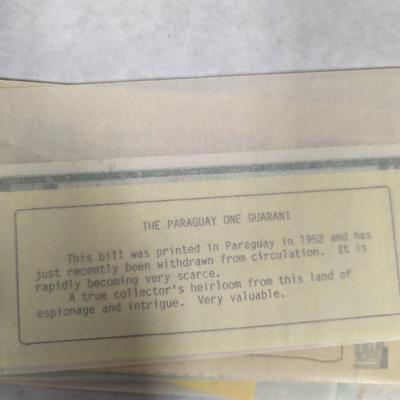 THE PARAGUAY ONE GUARANI
This bill was printed in Paraguay in 1952 and has
just recently been withdrawn from circulation. It is
rapidly becoming very scarce.
A true collector's heirloom from this land of
espionage and intrigue. Very valuable.